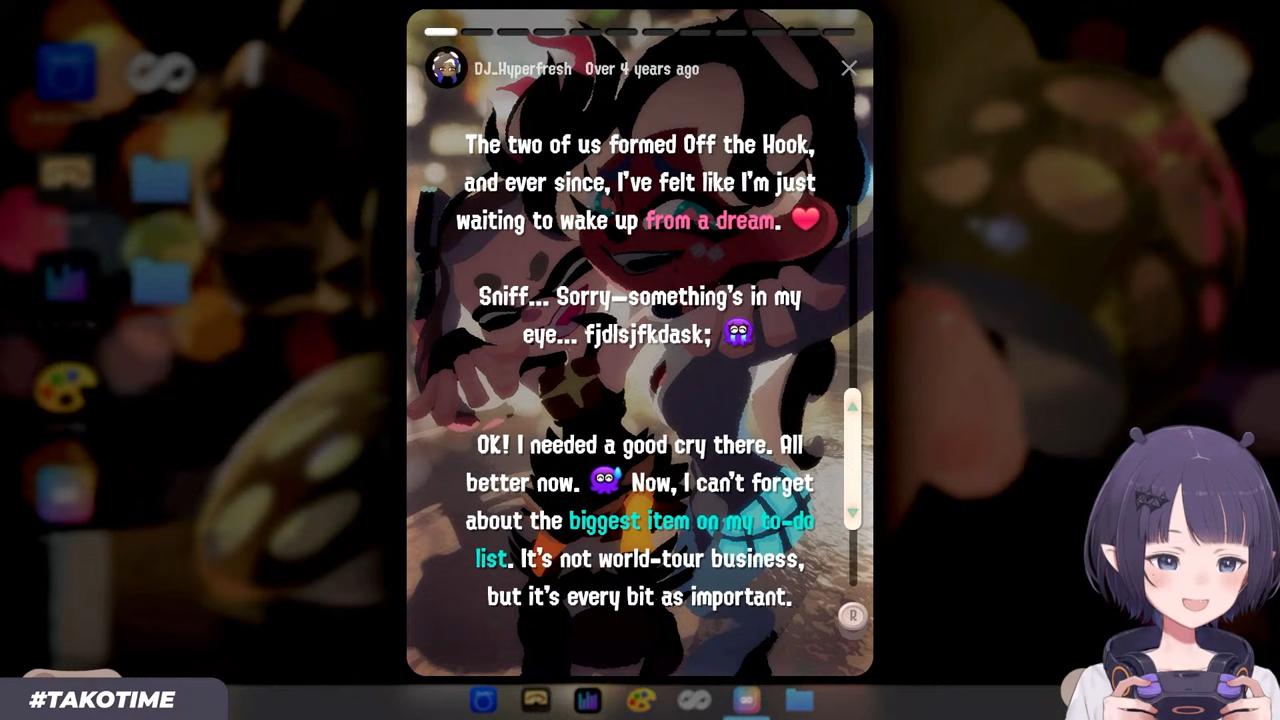 DJ_Hyperfresh Over 4 years ago
The two of us formed Off the Hook,
and ever since, I've felt like I'm just
waiting to wake up from a dream.
Sniff... Sorry—something's in my
eye... fjdlsjfkdask;
OK! I needed a good cry there. All
better now. Now, I can't forget
about the biggest item on my to-do
list. It's not world-tour business,
but it's every bit as important.
R
#TAKOTIME